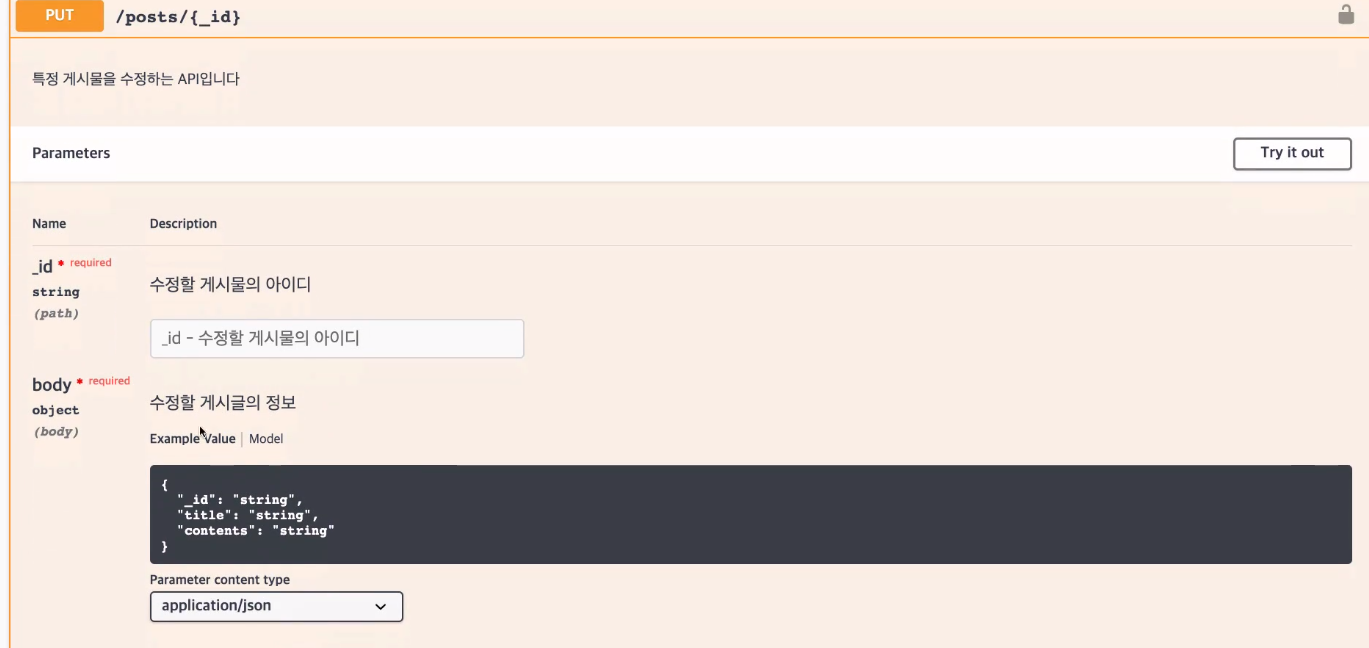 PUT /posts/{_id}
특정 게시물을 수정하는 API입니다
Parameters Try it out
Name Description
_id * required
string
(path)
수정할 게시물의 아이디
_id - 수정할 게시물의 아이디
body * required
object
(body)
수정할 게시글의 정보
Example Value | Model
{
"_id": "string",
"title": "string",
"contents": "string"
}
Parameter content type
application/json